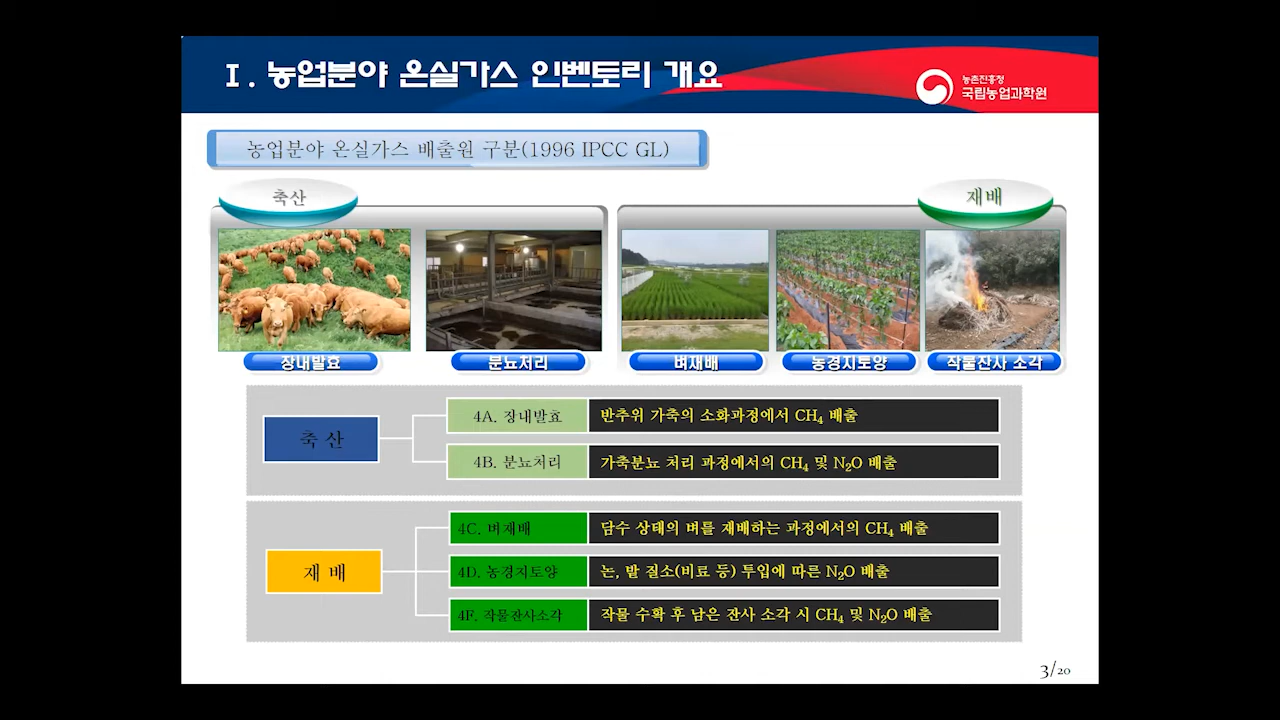 Ⅰ. 농업분야 온실가스 인벤토리 개요
농촌진흥청
국립농업과학원
농업분야 온실가스 배출원 구분(1996 IPCC GL)
축산
재배
장내발효
분뇨처리
벼재배
농경지토양
작물잔사 소각
축 산
4A. 장내발효
반추위 가축의 소화과정에서 CH₄ 배출
4B. 분뇨처리
가축분뇨 처리 과정에서의 CH₄ 및 N₂O 배출
재 배
4C. 벼재배
담수 상태의 벼를 재배하는 과정에서의 CH₄ 배출
4D. 농경지토양
논, 밭 질소(비료 등) 투입에 따른 N₂O 배출
4F. 작물잔사소각
작물 수확 후 남은 잔사 소각 시 CH₄ 및 N₂O 배출
3/20